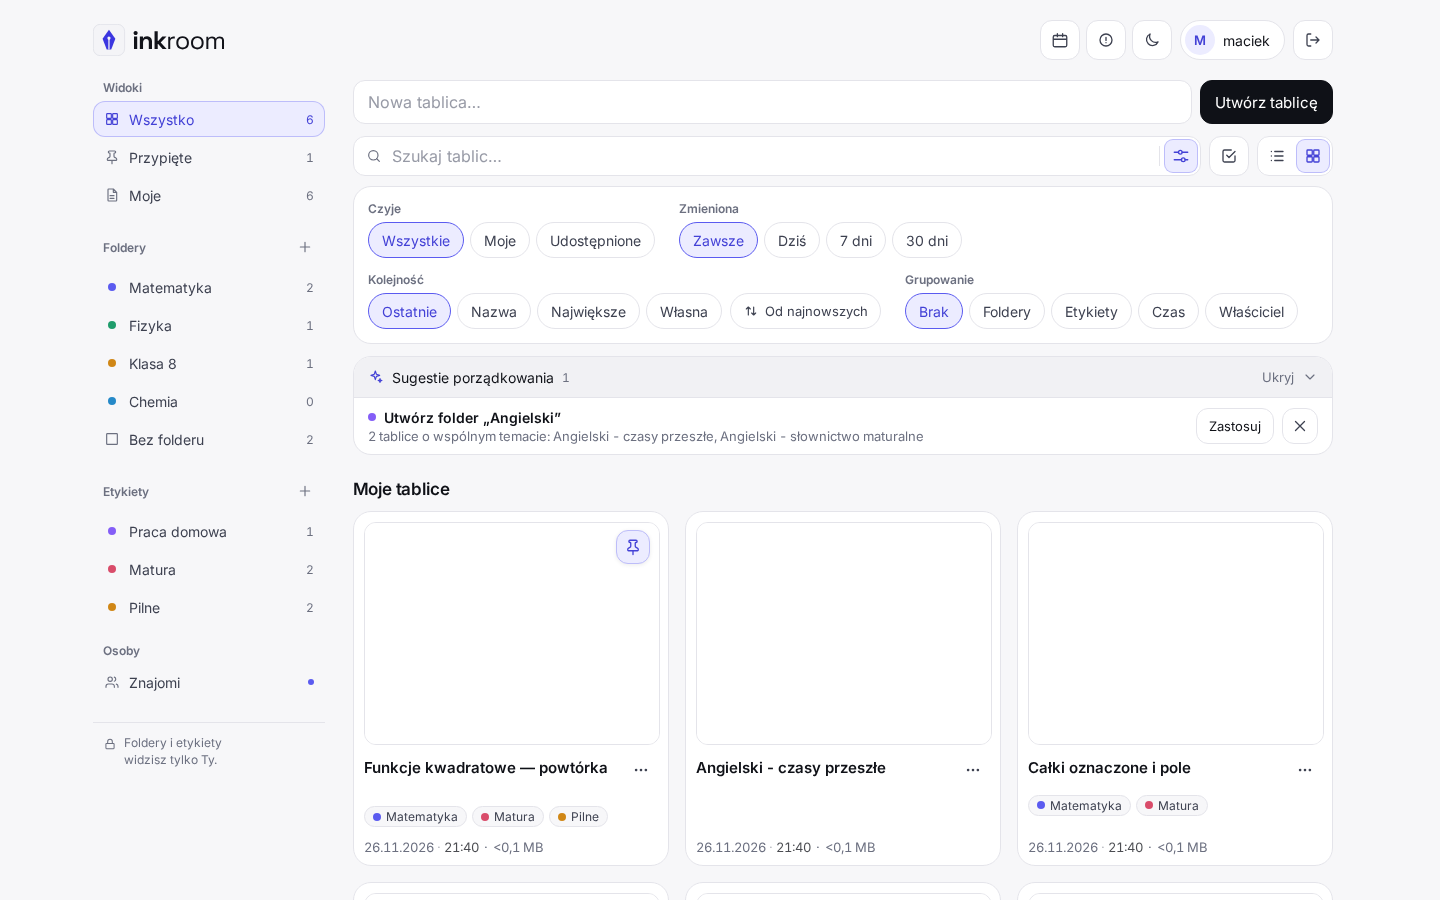 inkroom
M maciek
Widoki
Wszystko 6
Przypięte 1
Moje 6
Foldery
Matematyka 2
Fizyka 1
Klasa 8 1
Chemia 0
Bez folderu 2
Etykiety
Praca domowa 1
Matura 2
Pilne 2
Osoby
Znajomi
Foldery i etykiety
widzisz tylko Ty.
Nowa tablica...
Utwórz tablicę
Szukaj tablic...
Czyje
Wszystkie Moje Udostępnione
Zmieniona
Zawsze Dziś 7 dni 30 dni
Kolejność
Ostatnie Nazwa Największe Własna Od najnowszych
Grupowanie
Brak Foldery Etykiety Czas Właściciel
Sugestie porządkowania 1
Ukryj
Utwórz folder „Angielski”
2 tablice o wspólnym temacie: Angielski - czasy przeszłe, Angielski - słownictwo maturalne
Zastosuj
Moje tablice
Funkcje kwadratowe — powtórka
Matematyka Matura Pilne
26.11.2026 · 21:40 · <0,1 MB
Angielski - czasy przeszłe
26.11.2026 · 21:40 · <0,1 MB
Całki oznaczone i pole
Matematyka Matura
26.11.2026 · 21:40 · <0,1 MB